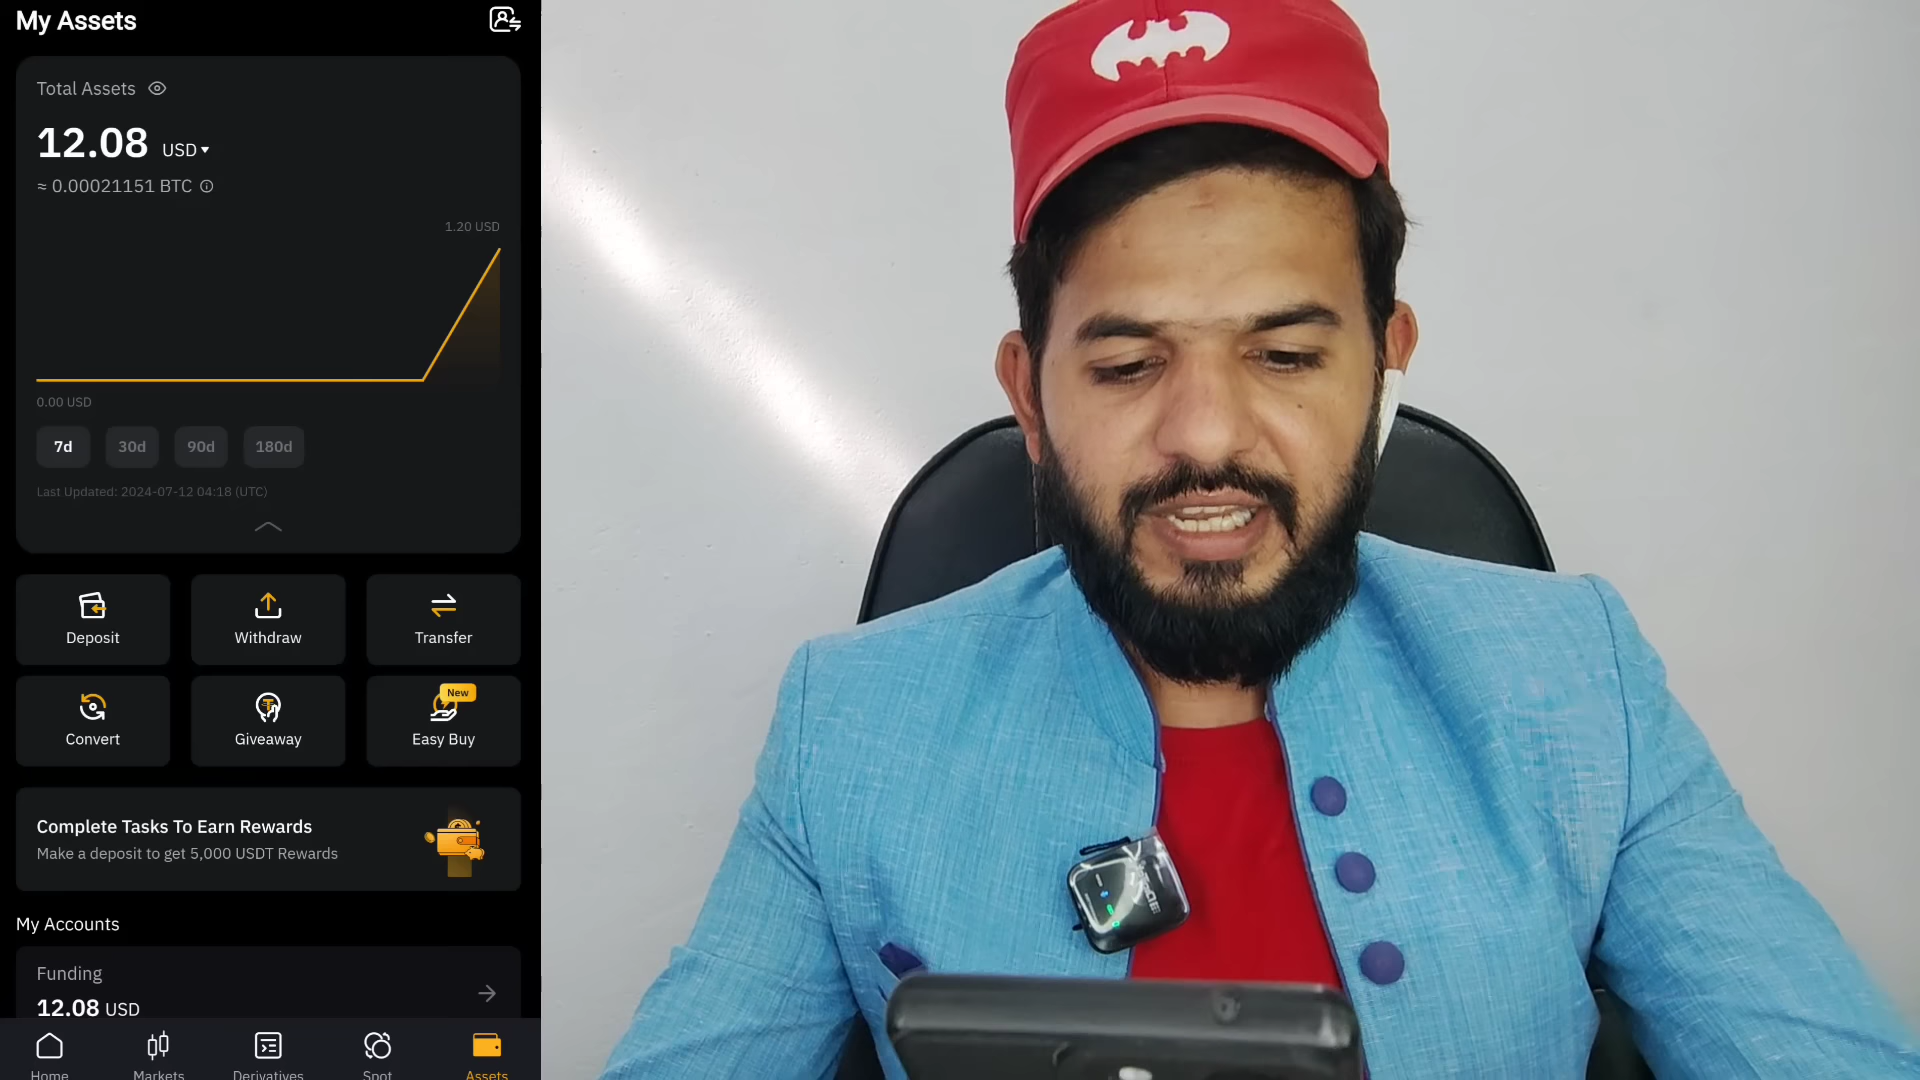 My Assets
Total Assets
12.08 USD
≈ 0.00021151 BTC
1.20 USD
0.00 USD
7d 30d 90d 180d
Last Updated: 2024-07-12 04:18 (UTC)
Deposit Withdraw Transfer
New
Convert Giveaway Easy Buy
Complete Tasks To Earn Rewards
Make a deposit to get 5,000 USDT Rewards
My Accounts
Funding
12.08 USD
Home Markets Derivatives Spot Assets